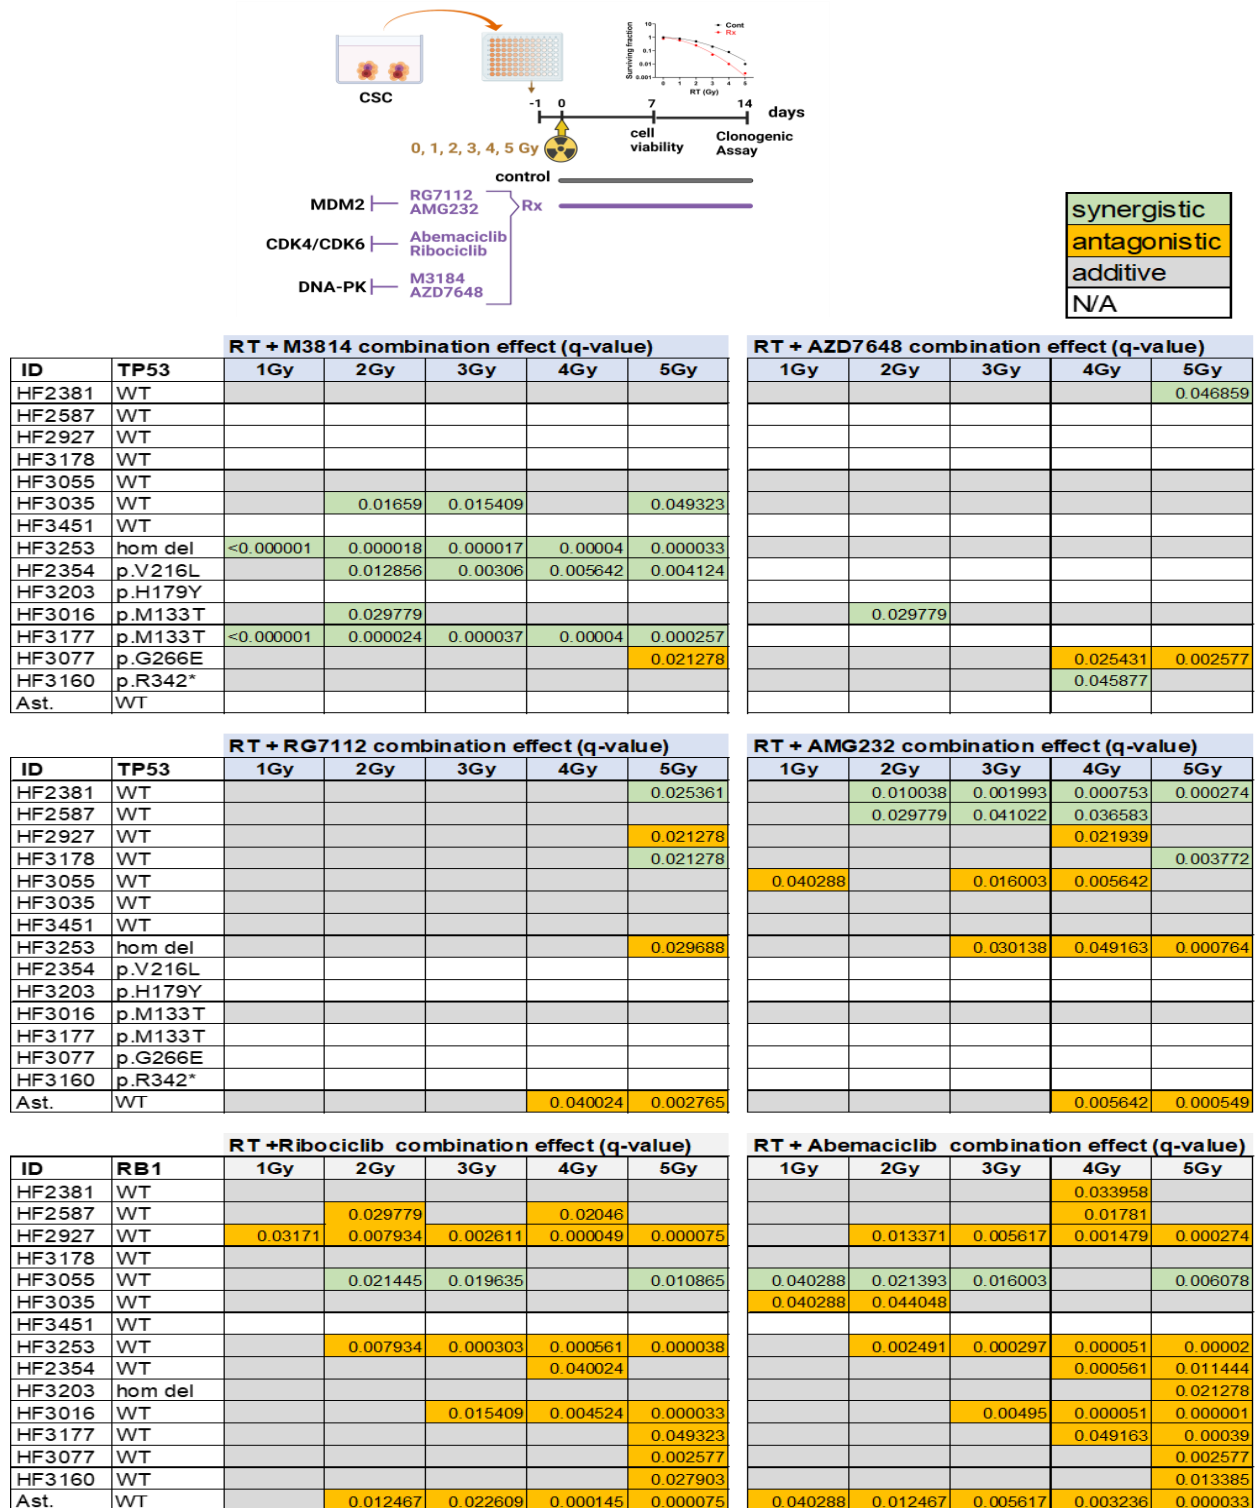 Surviving fraction
10
1
0.1
0.01
0.001
Cont
Rx
0 1 2 3 4 5
RT (Gy)
CSC
-1 0 7 14 days
cell viability
Clonogenic Assay
0, 1, 2, 3, 4, 5 Gy
control
MDM2 RG7112 AMG232 Rx
CDK4/CDK6 Abemaciclib Ribociclib
DNA-PK M3184 AZD7648
synergistic
antagonistic
additive
N/A
RT + M3814 combination effect (q-value) RT + AZD7648 combination effect (q-value)
ID TP53 1Gy 2Gy 3Gy 4Gy 5Gy 1Gy 2Gy 3Gy 4Gy 5Gy
HF2381 WT 0.046859
HF2587 WT
HF2927 WT
HF3178 WT
HF3055 WT
HF3035 WT 0.01659 0.015409 0.049323
HF3451 WT
HF3253 hom del <0.000001 0.000018 0.000017 0.00004 0.000033
HF2354 p.V216L 0.012856 0.00306 0.005642 0.004124
HF3203 p.H179Y
HF3016 p.M133T 0.029779 0.029779
HF3177 p.M133T <0.000001 0.000024 0.000037 0.00004 0.000257
HF3077 p.G266E 0.021278 0.025431 0.002577
HF3160 p.R342* 0.045877
Ast. WT
RT + RG7112 combination effect (q-value) RT + AMG232 combination effect (q-value)
ID TP53 1Gy 2Gy 3Gy 4Gy 5Gy 1Gy 2Gy 3Gy 4Gy 5Gy
HF2381 WT 0.025361 0.010038 0.001993 0.000753 0.000274
HF2587 WT 0.029779 0.041022 0.036583
HF2927 WT 0.021278 0.021939
HF3178 WT 0.021278 0.003772
HF3055 WT 0.040288 0.016003 0.005642
HF3035 WT
HF3451 WT
HF3253 hom del 0.029688 0.030138 0.049163 0.000764
HF2354 p.V216L
HF3203 p.H179Y
HF3016 p.M133T
HF3177 p.M133T
HF3077 p.G266E
HF3160 p.R342*
Ast. WT 0.040024 0.002765 0.005642 0.000549
RT +Ribociclib combination effect (q-value) RT + Abemaciclib combination effect (q-value)
ID RB1 1Gy 2Gy 3Gy 4Gy 5Gy 1Gy 2Gy 3Gy 4Gy 5Gy
HF2381 WT 0.033958
HF2587 WT 0.029779 0.02046 0.01781
HF2927 WT 0.03171 0.007934 0.002611 0.000049 0.000075 0.013371 0.005617 0.001479 0.000274
HF3178 WT
HF3055 WT 0.021445 0.019635 0.010865 0.040288 0.021393 0.016003 0.006078
HF3035 WT 0.040288 0.044048
HF3451 WT
HF3253 WT 0.007934 0.000303 0.000561 0.000038 0.002491 0.000297 0.000051 0.00002
HF2354 WT 0.040024 0.000561 0.011444
HF3203 hom del 0.021278
HF3016 WT 0.015409 0.004524 0.000033 0.00495 0.000051 0.000001
HF3177 WT 0.049323 0.049163 0.00039
HF3077 WT 0.002577 0.002577
HF3160 WT 0.027903 0.013385
Ast. WT 0.012467 0.022609 0.000145 0.000075 0.040288 0.012467 0.005617 0.003236 0.000033